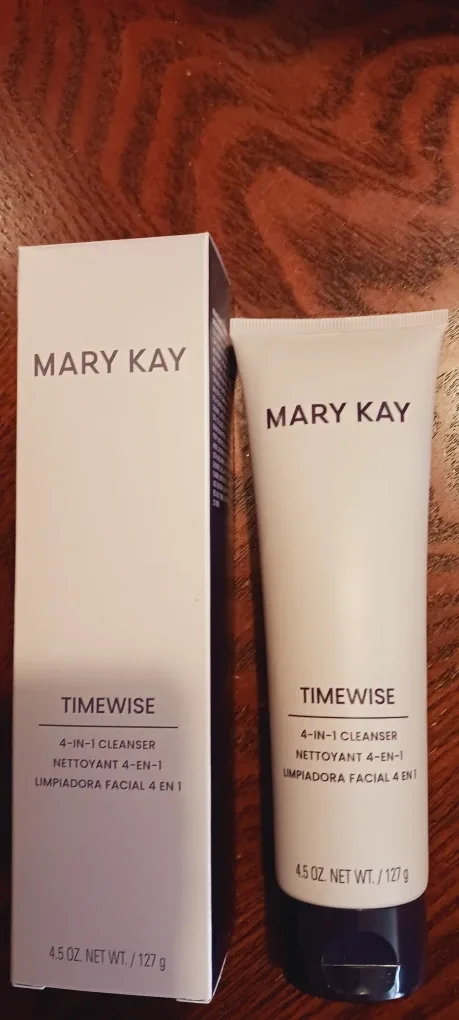 MARY KAY
TIMEWISE
4-IN-1 CLEANSER
NETTOYANT 4-EN-1
LIMPIADORA FACIAL 4 EN 1
4.5 OZ. NET WT. / 127 g
MARY KAY
TIMEWISE
4-IN-1 CLEANSER
NETTOYANT 4-EN-1
LIMPIADORA FACIAL 4 EN 1
4.5 OZ. NET WT. / 127 g